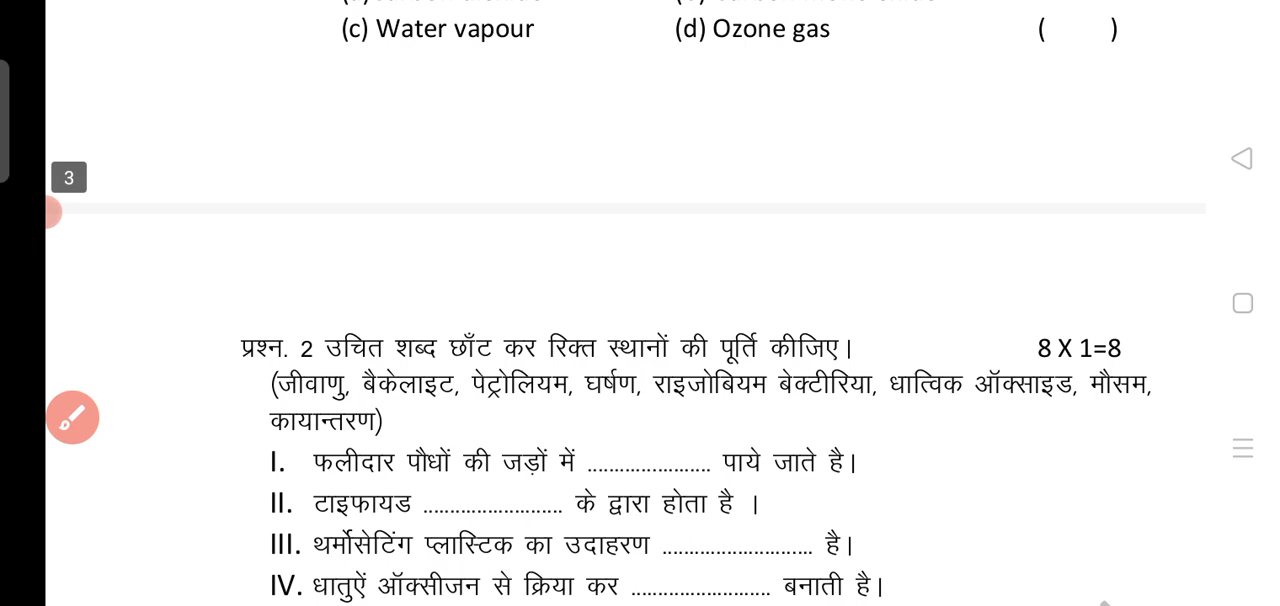 (c) Water vapour (d) Ozone gas ( )
3
प्रश्न. 2 उचित शब्द छाँट कर रिक्त स्थानों की पूर्ति कीजिए। 8 X 1=8
(जीवाणु, बैकेलाइट, पेट्रोलियम, घर्षण, राइजोबियम बेक्टीरिया, धात्विक ऑक्साइड, मौसम,
कायान्तरण)
I. फलीदार पौधों की जड़ों में ....................... पाये जाते है।
II. टाइफायड .......................... के द्वारा होता है ।
III. थर्मोसेटिंग प्लास्टिक का उदाहरण ............................ है।
IV. धातुऐं ऑक्सीजन से क्रिया कर .......................... बनाती है।